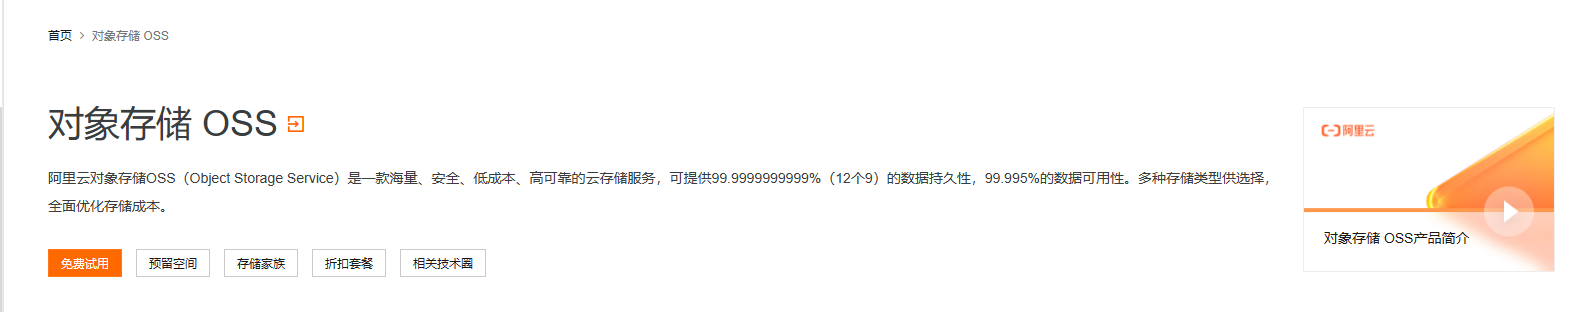 首页 > 对象存储 OSS
对象存储 OSS
阿里云对象存储OSS（Object Storage Service）是一款海量、安全、低成本、高可靠的云存储服务，可提供99.9999999999%（12个9）的数据持久性，99.995%的数据可用性。多种存储类型供选择，
全面优化存储成本。
免费试用 预留空间 存储家族 折扣套餐 相关技术圈
阿里云
对象存储 OSS产品简介